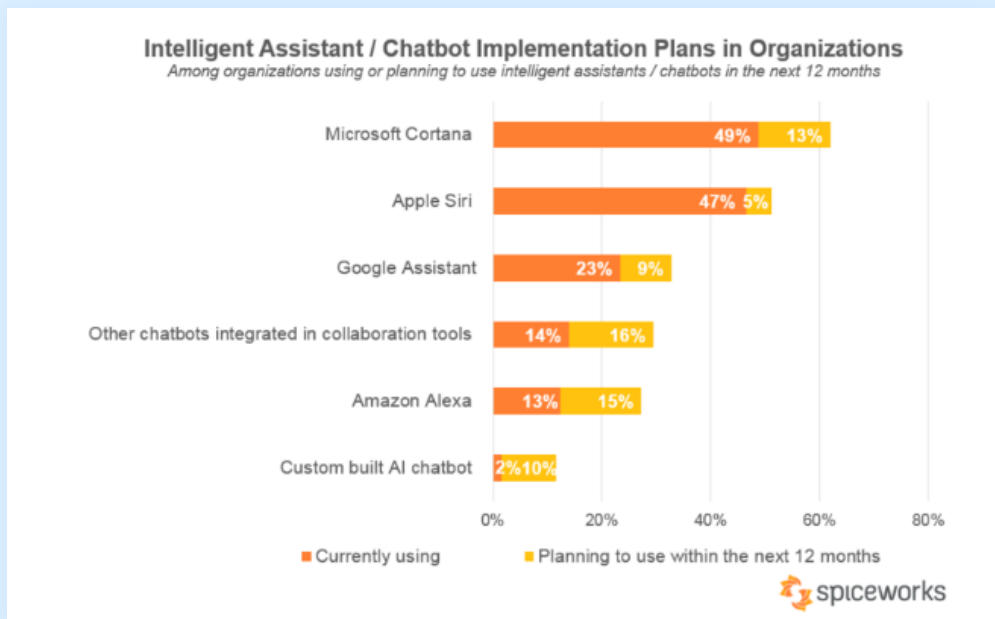 Intelligent Assistant / Chatbot Implementation Plans in Organizations
Among organizations using or planning to use intelligent assistants / chatbots in the next 12 months
Microsoft Cortana 49% 13%
Apple Siri 47% 5%
Google Assistant 23% 9%
Other chatbots integrated in collaboration tools 14% 16%
Amazon Alexa 13% 15%
Custom built AI chatbot 2% 10%
0% 20% 40% 60% 80%
Currently using Planning to use within the next 12 months
spiceworks